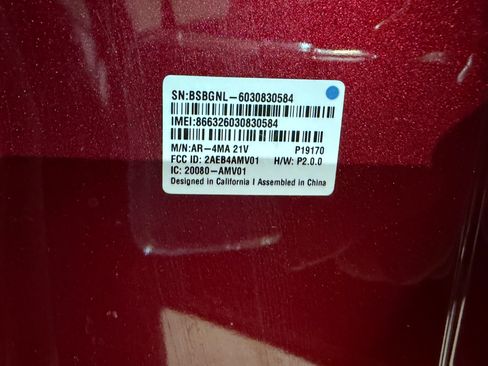 SN:BSBGNL-6030830584
IMEI:866326030830584
M/N:AR-4MA 21V P19170
FCC ID: 2AEB4AMV01 H/W: P2.0.0
IC: 20080-AMV01
Designed in California I Assembled in China